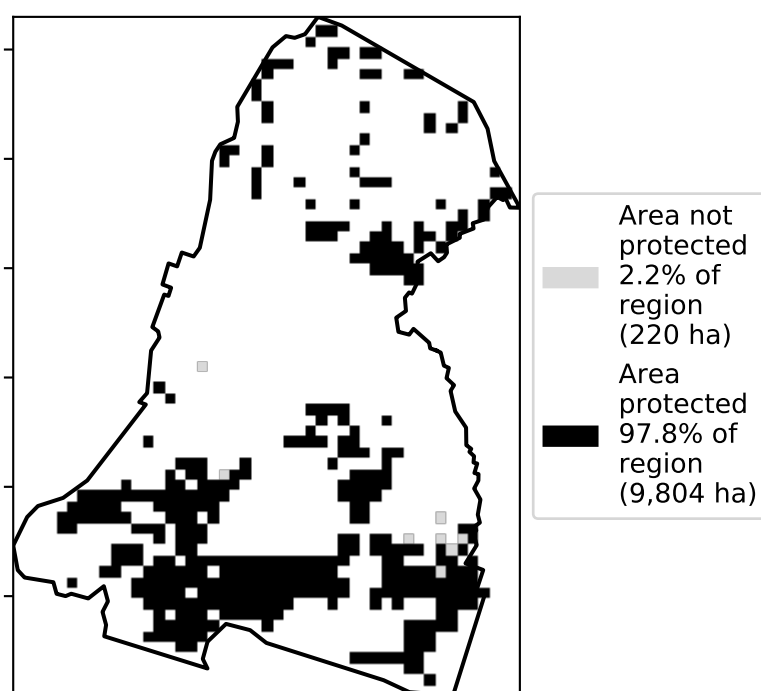 Area not
protected
2.2% of
region
(220 ha)
Area
protected
97.8% of
region
(9,804 ha)